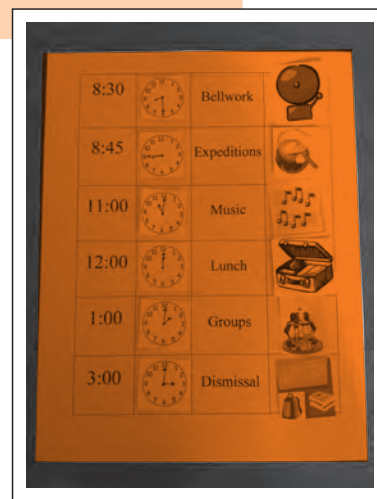 8:30 Bellwork
8:45 Expeditions
11:00 Music
12:00 Lunch
1:00 Groups
3:00 Dismissal